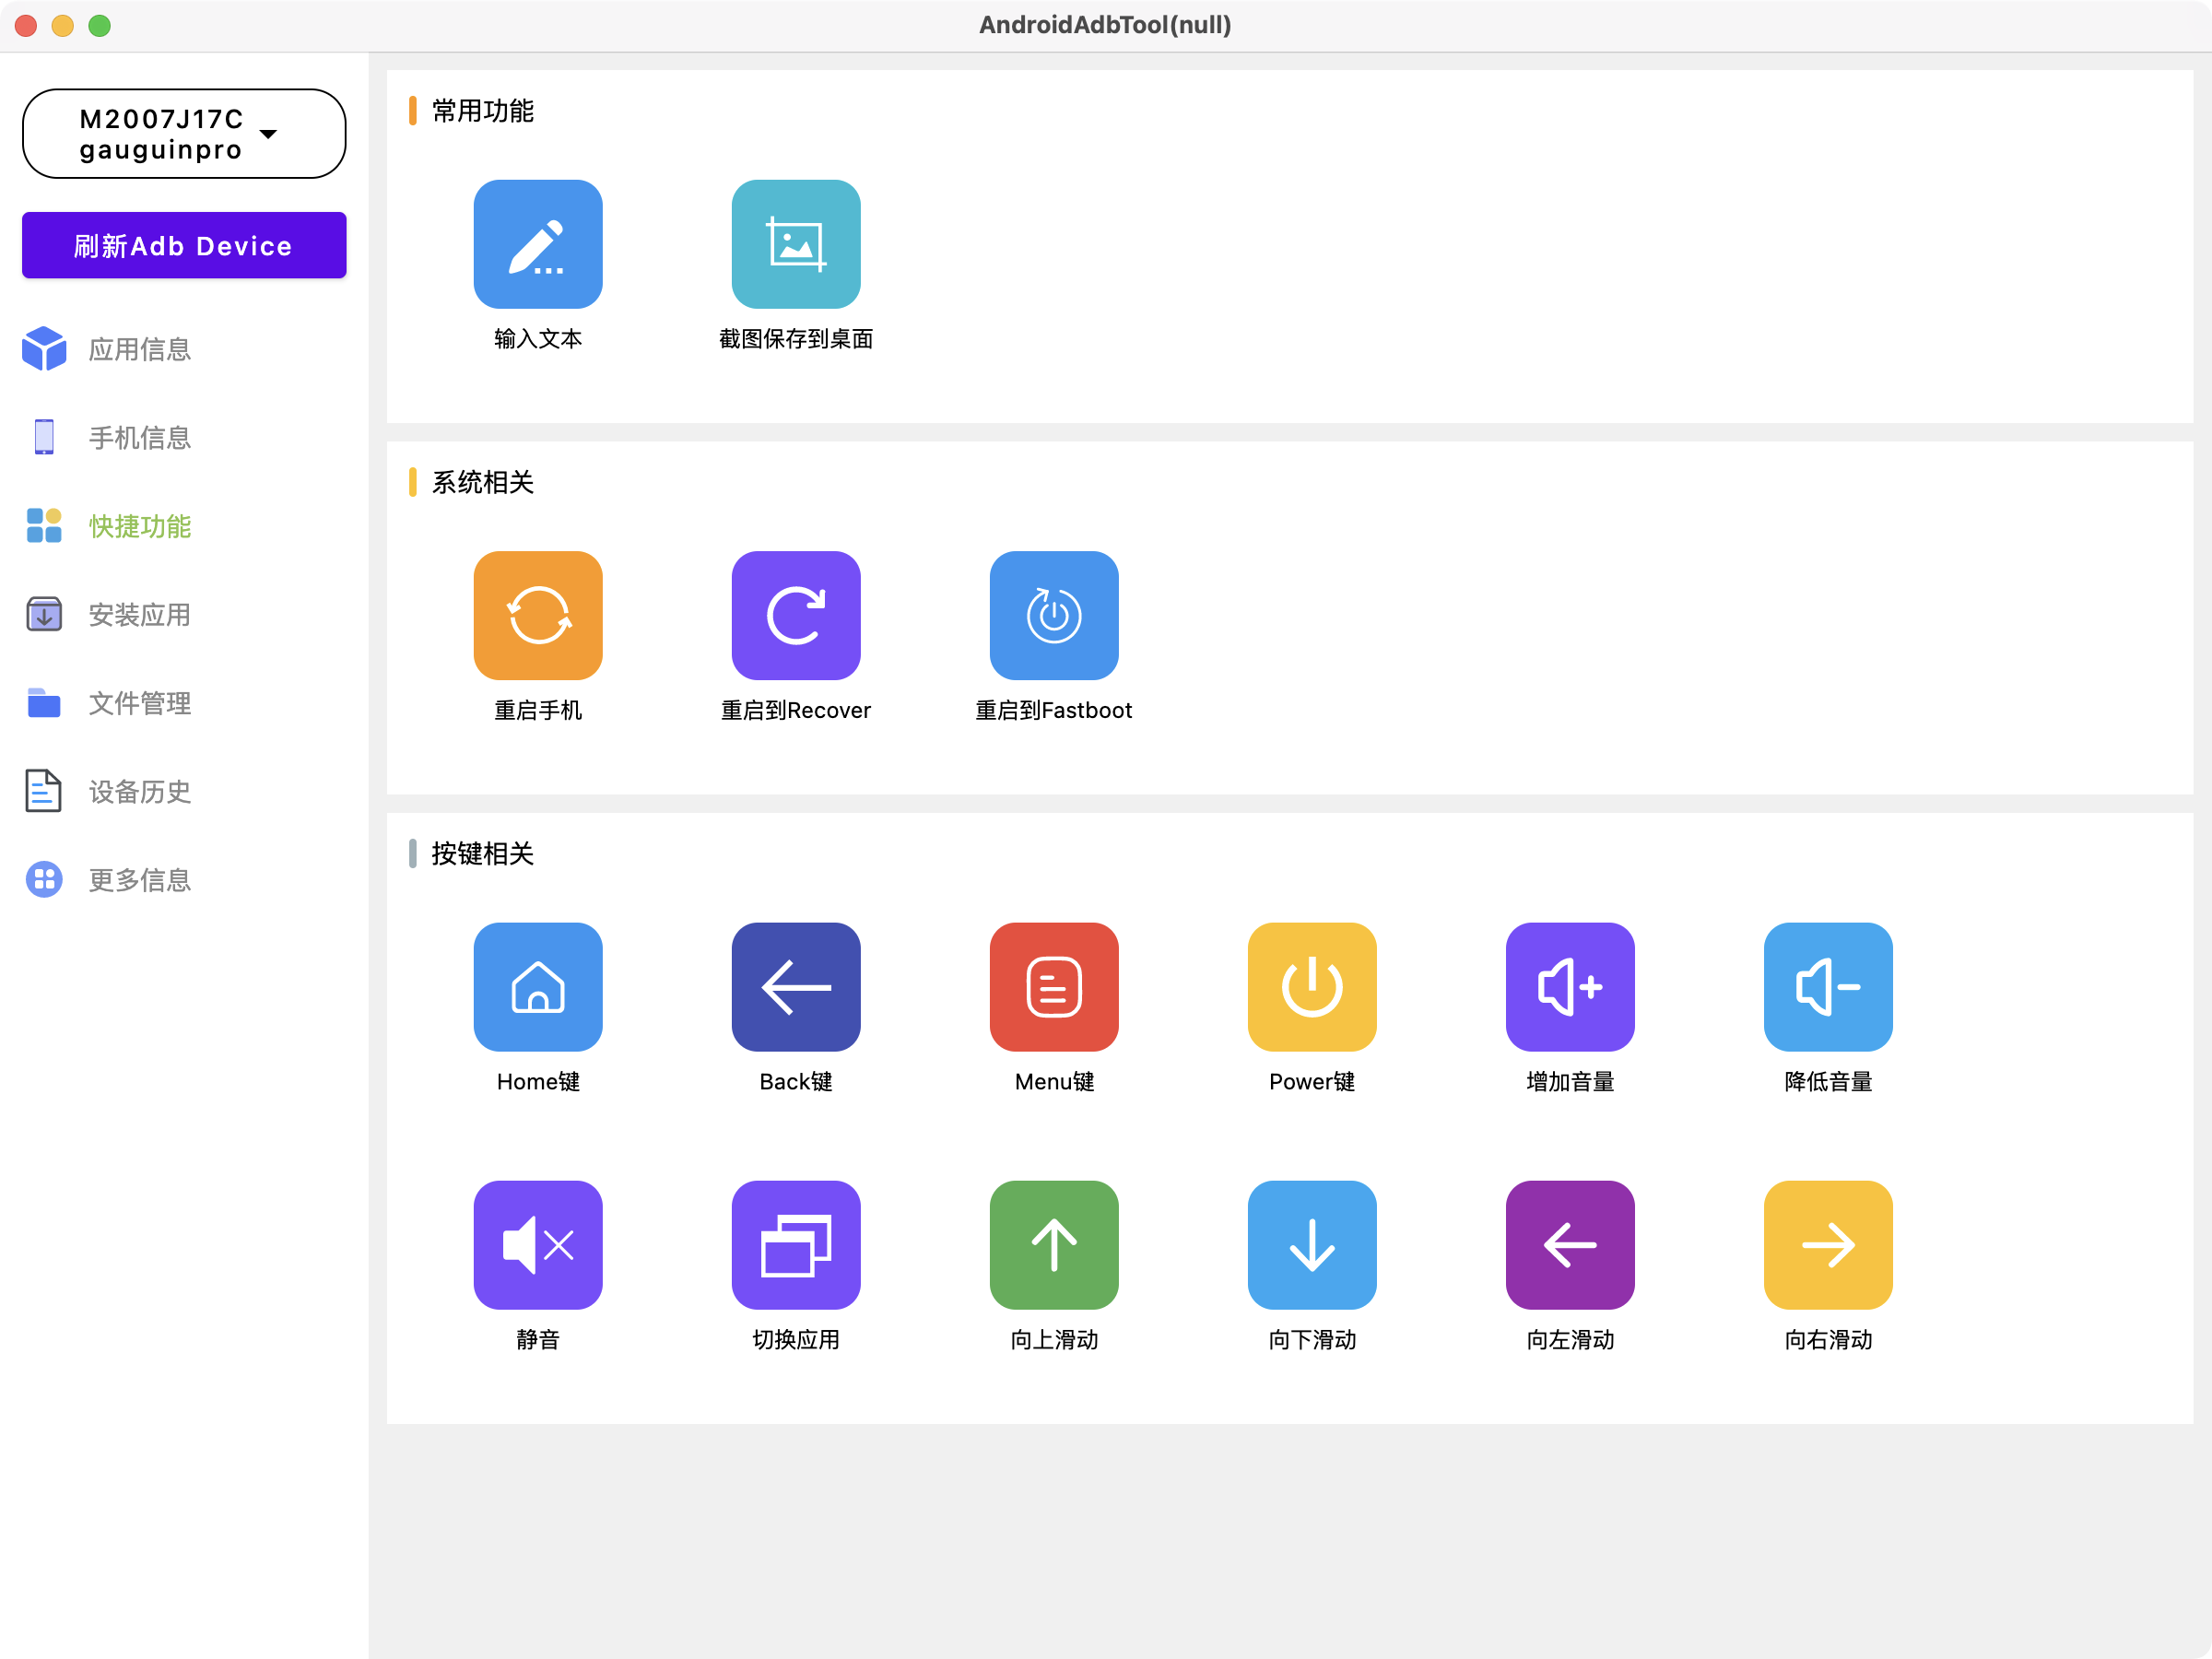 AndroidAdbTool(null)
M2007J17C
gauguinpro
刷新Adb Device
应用信息
手机信息
快捷功能
安装应用
文件管理
设备历史
更多信息
常用功能
输入文本
截图保存到桌面
系统相关
重启手机
重启到Recover
重启到Fastboot
按键相关
Home键
Back键
Menu键
Power键
增加音量
降低音量
静音
切换应用
向上滑动
向下滑动
向左滑动
向右滑动